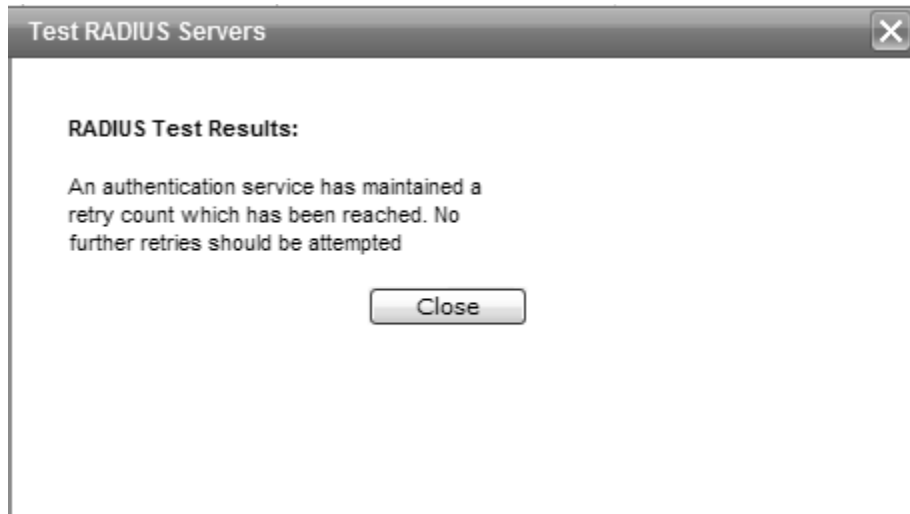 Test RADIUS Servers
RADIUS Test Results:
An authentication service has maintained a
retry count which has been reached. No
further retries should be attempted
Close